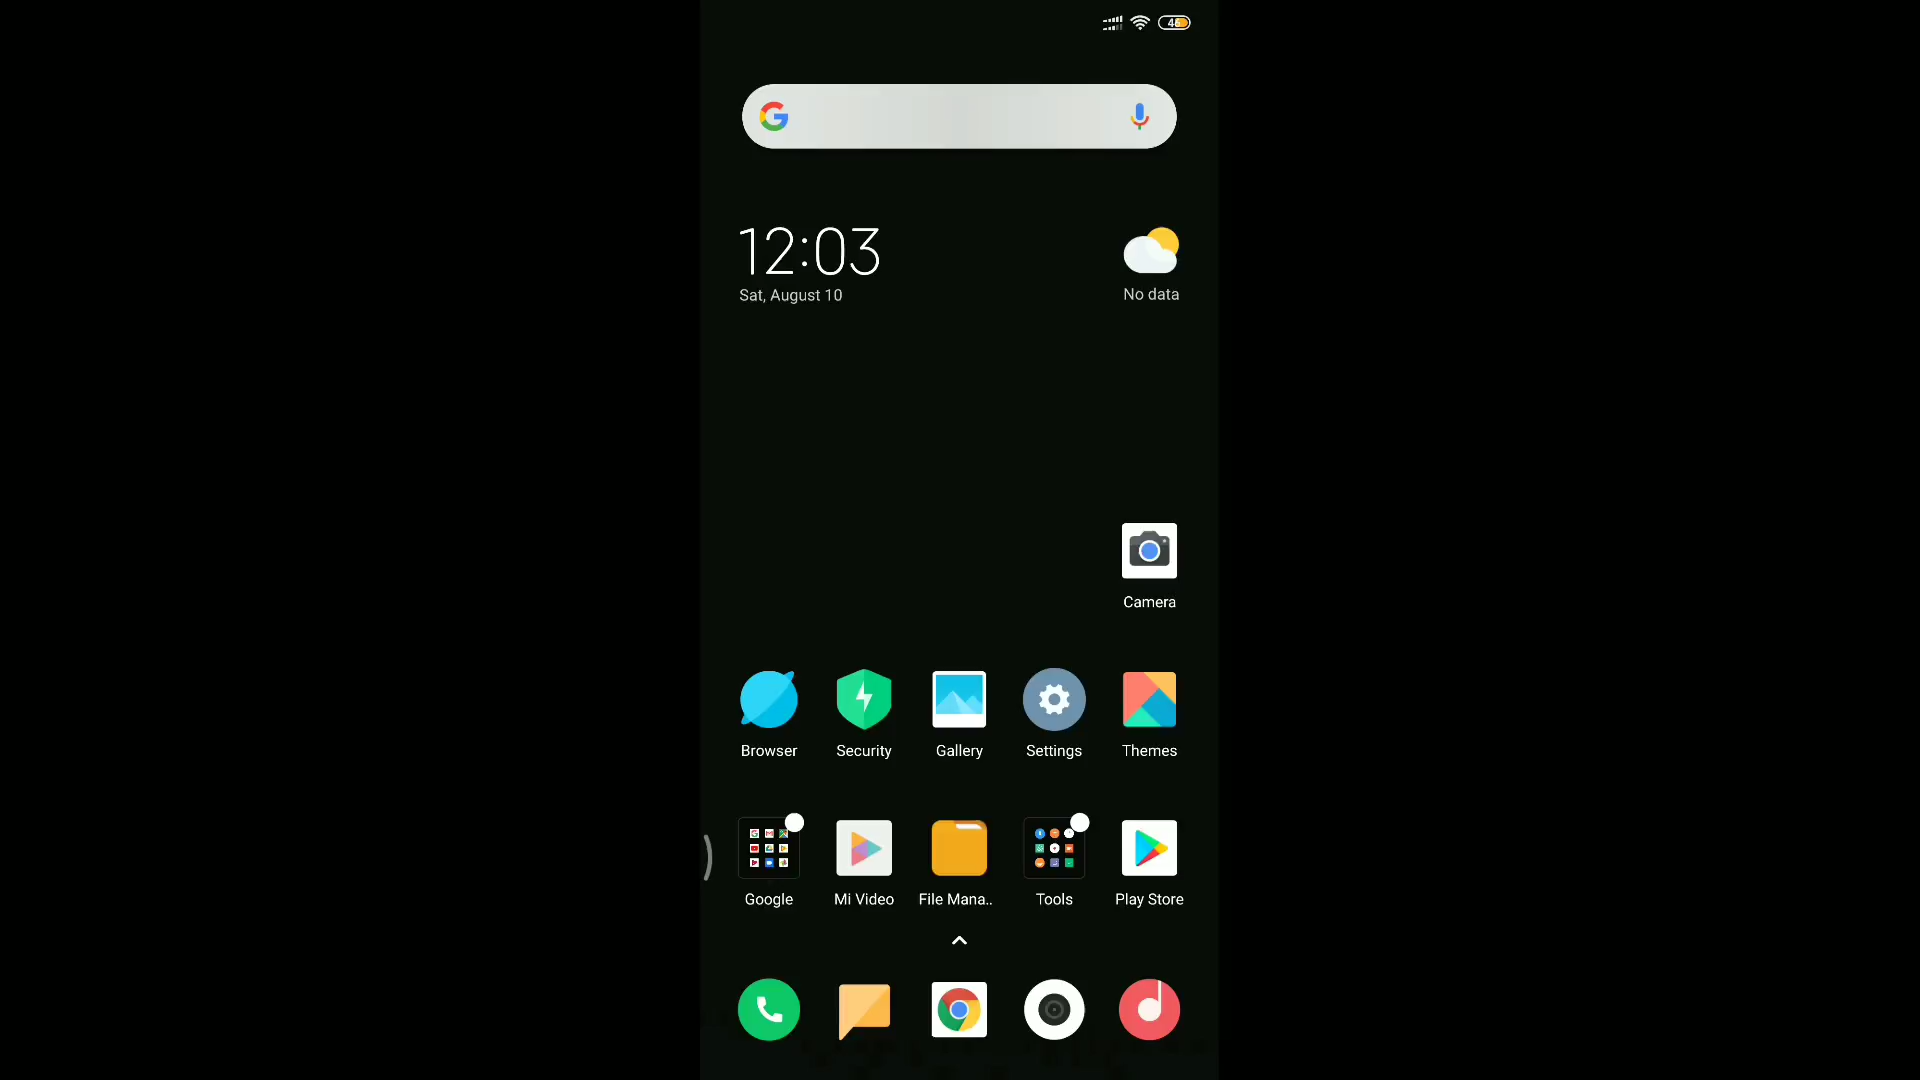 12:03
Sat, August 10
No data
Camera
Browser
Security
Gallery
Settings
Themes
Google
Mi Video
File Mana..
Tools
Play Store